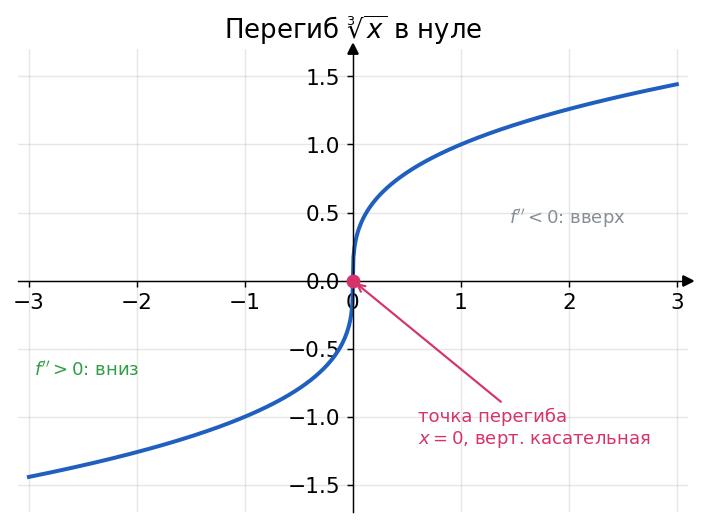 Перегиб ∛x в нуле
1.5
1.0
0.5
0.0
−0.5
−1.0
−1.5
−3 −2 −1 0 1 2 3
f″ < 0: вверх
f″ > 0: вниз
точка перегиба
x = 0, верт. касательная